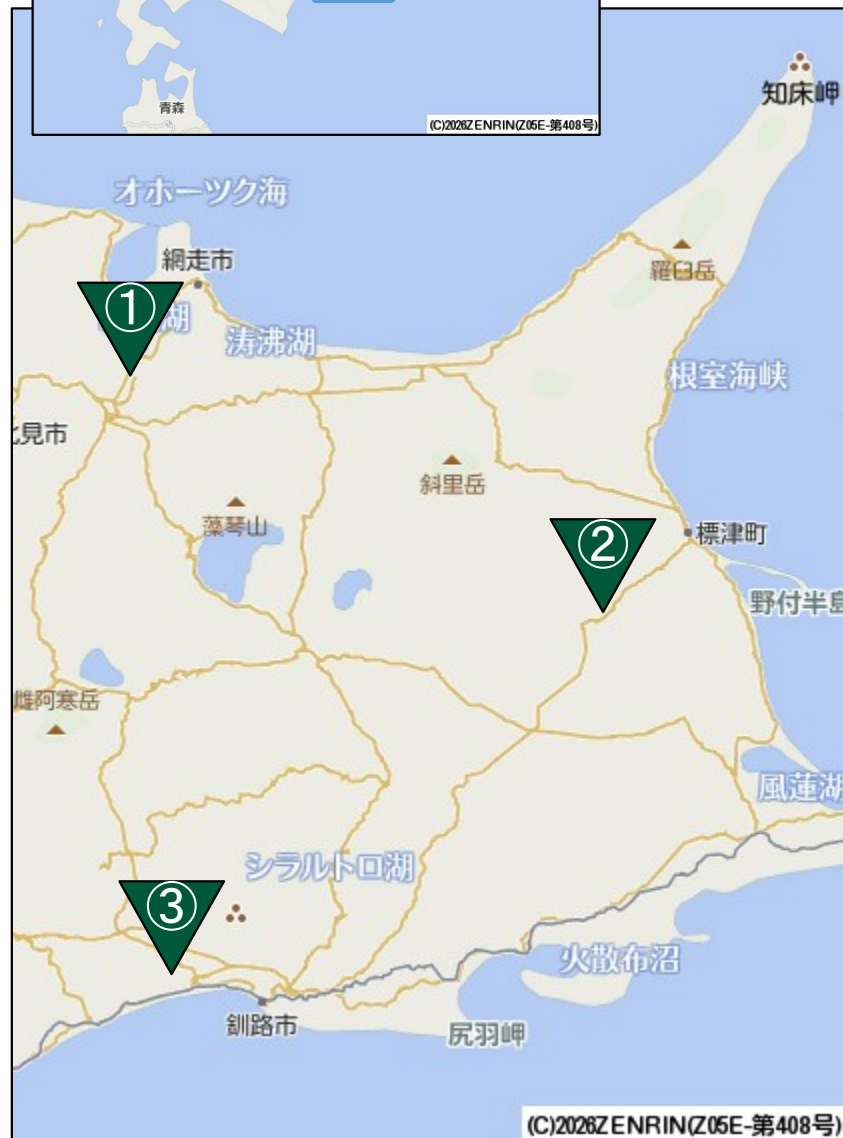 青森
(C)2026ZENRIN(Z05E-第408号)
知床岬
オホーツク海
網走市
羅臼岳
①
湖
涛沸湖
根室海峡
北見市
斜里岳
藻琴山
②
標津町
野付半島
雌阿寒岳
風蓮湖
シラルトロ湖
③
火散布沼
釧路市
尻羽岬
(C)2026ZENRIN(Z05E-第408号)